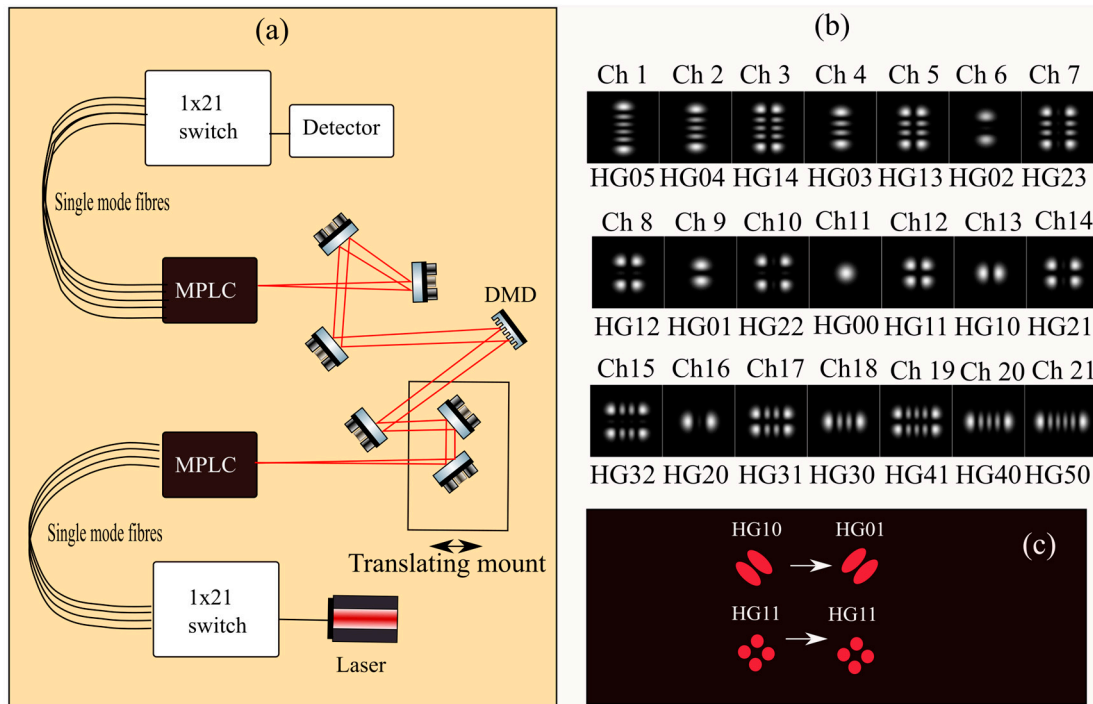 (a)
1x21
switch
Detector
Single mode fibres
MPLC
DMD
MPLC
Single mode fibres
Translating mount
1x21
switch
Laser
(b)
Ch 1 Ch 2 Ch 3 Ch 4 Ch 5 Ch 6 Ch 7
HG05 HG04 HG14 HG03 HG13 HG02 HG23
Ch 8 Ch 9 Ch10 Ch11 Ch12 Ch13 Ch14
HG12 HG01 HG22 HG00 HG11 HG10 HG21
Ch15 Ch16 Ch17 Ch18 Ch 19 Ch 20 Ch 21
HG32 HG20 HG31 HG30 HG41 HG40 HG50
(c)
HG10 HG01
HG11 HG11